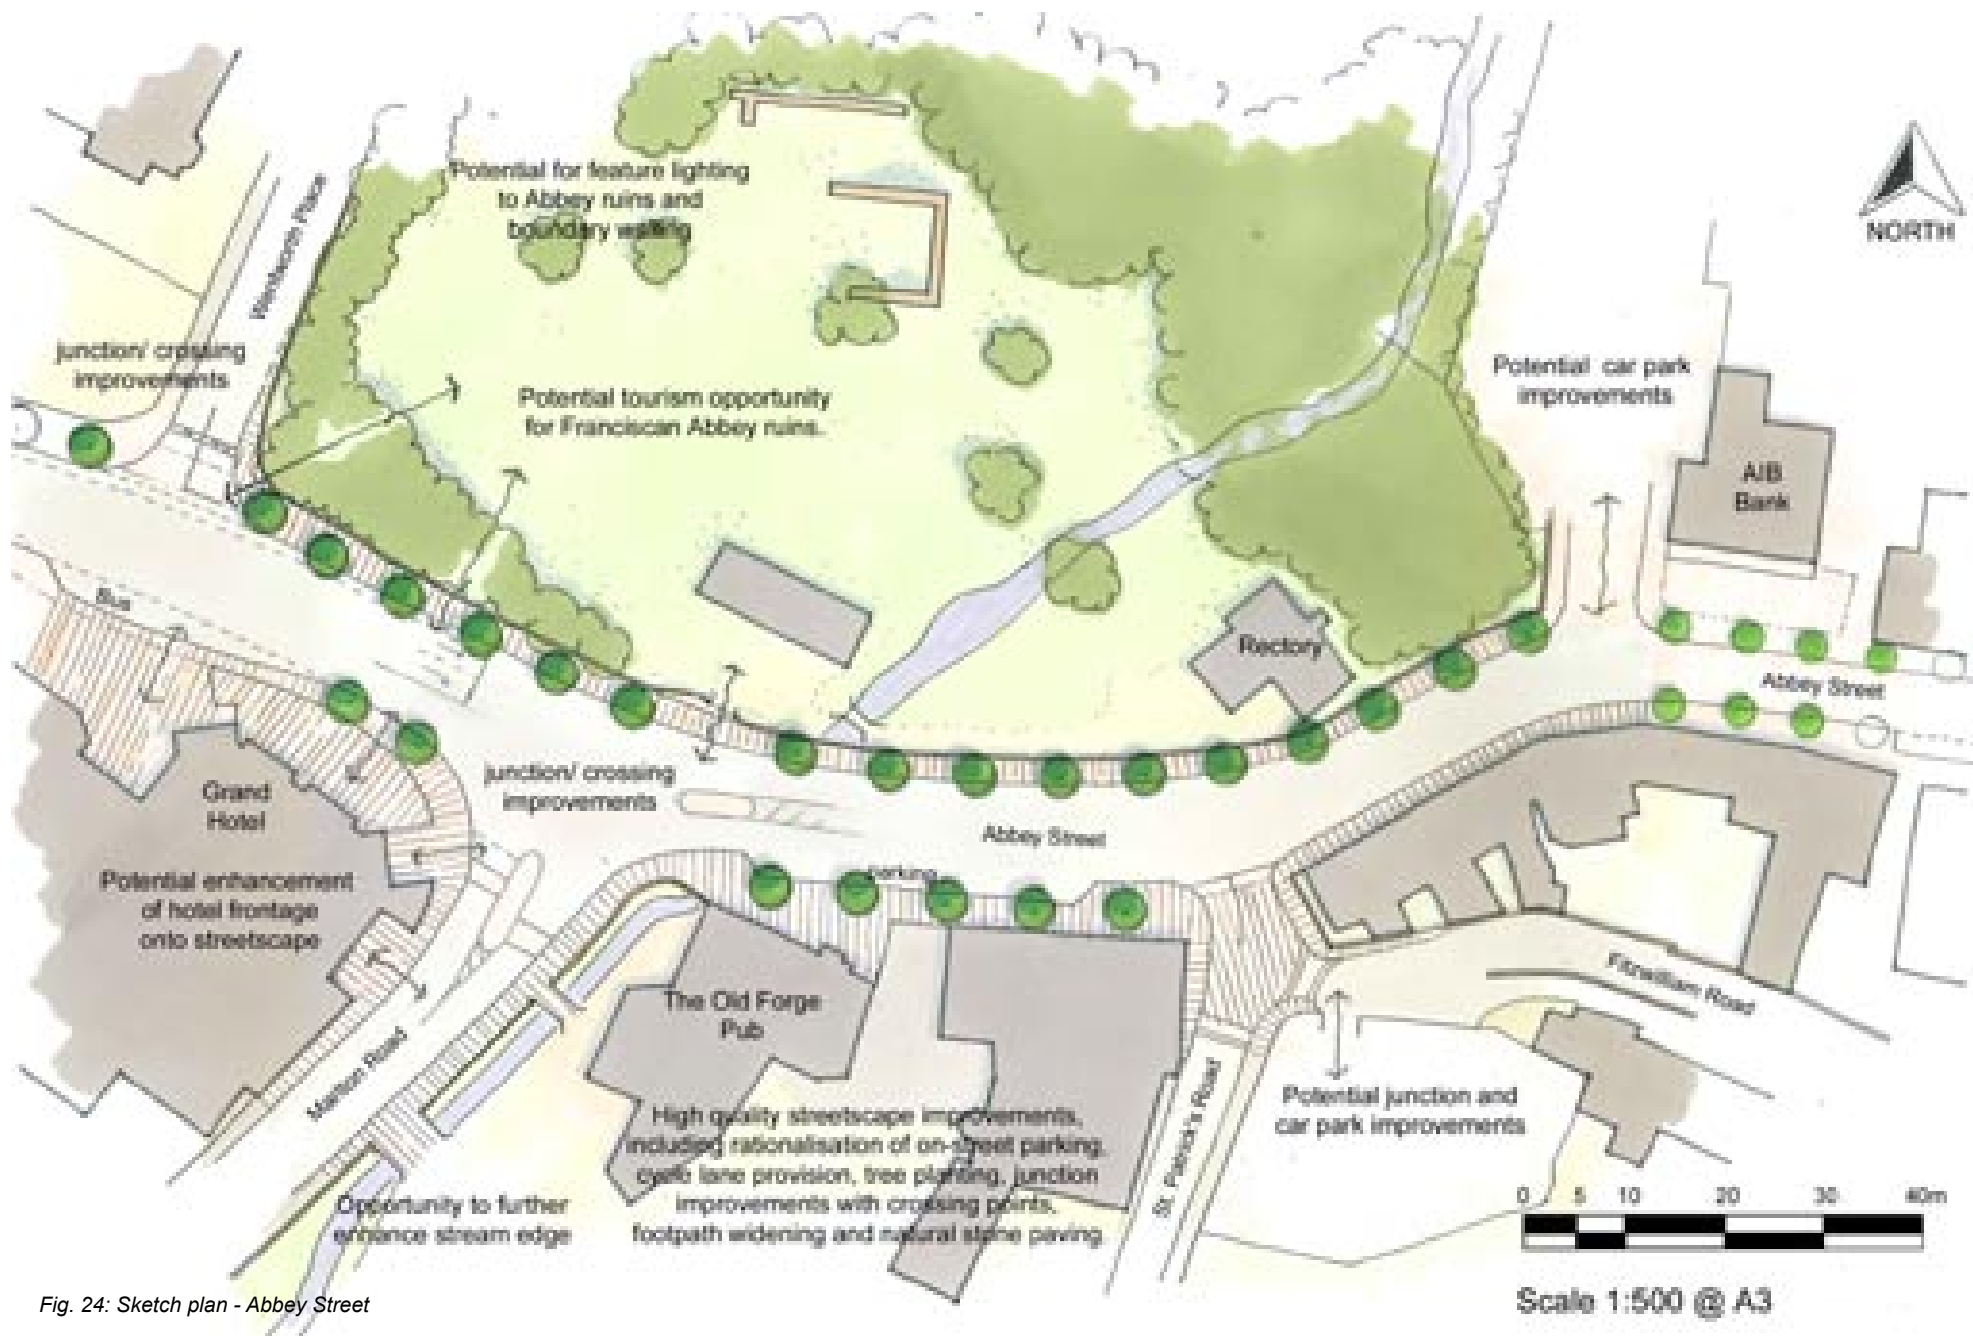 Potential for feature lighting
to Abbey ruins and
boundary walling
NORTH
Wentworth Place
junction/ crossing
improvements
Potential tourism opportunity
for Franciscan Abbey ruins.
Potential car park
improvements
AIB
Bank
Bus
Rectory
Abbey Street
Grand
Hotel
junction/ crossing
improvements
Abbey Street
parking
Potential enhancement
of hotel frontage
onto streetscape
The Old Forge
Pub
Fitzwilliam Road
Marlton Road
St. Patrick's Road
Potential junction and
car park improvements
High quality streetscape improvements,
including rationalisation of on-street parking,
cycle lane provision, tree planting, junction
improvements with crossing points,
footpath widening and natural stone paving
Opportunity to further
enhance stream edge
0 5 10 20 30 40m
Scale 1:500 @ A3
Fig. 24: Sketch plan - Abbey Street